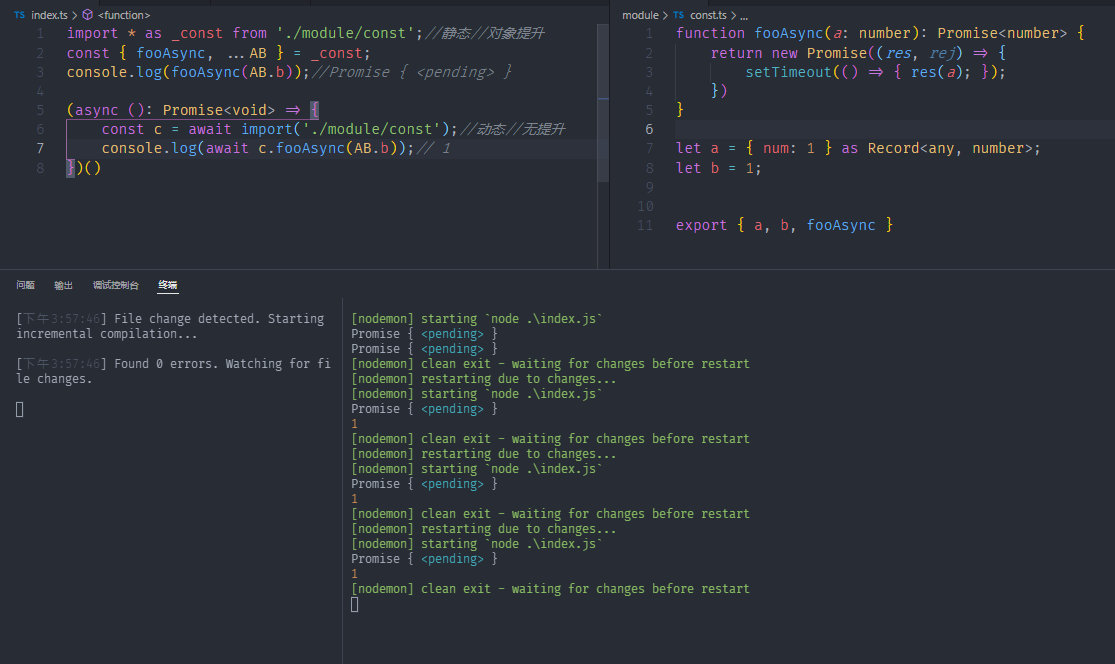 TS index.ts > <function>
1 import * as _const from './module/const';//静态//对象提升
2 const { fooAsync, ...AB } = _const;
3 console.log(fooAsync(AB.b));//Promise { <pending> }
4
5 (async (): Promise<void> => {
6 const c = await import('./module/const');//动态//无提升
7 console.log(await c.fooAsync(AB.b));// 1
8 })()
module > TS const.ts > ...
1 function fooAsync(a: number): Promise<number> {
2 return new Promise((res, rej) => {
3 setTimeout(() => { res(a); });
4 })
5 }
6
7 let a = { num: 1 } as Record<any, number>;
8 let b = 1;
9
10
11 export { a, b, fooAsync }
问题 输出 调试控制台 终端
[下午3:57:46] File change detected. Starting
incremental compilation...
[下午3:57:46] Found 0 errors. Watching for fi
le changes.
[nodemon] starting `node .\index.js`
Promise { <pending> }
Promise { <pending> }
[nodemon] clean exit - waiting for changes before restart
[nodemon] restarting due to changes...
[nodemon] starting `node .\index.js`
Promise { <pending> }
1
[nodemon] clean exit - waiting for changes before restart
[nodemon] restarting due to changes...
[nodemon] starting `node .\index.js`
Promise { <pending> }
1
[nodemon] clean exit - waiting for changes before restart
[nodemon] restarting due to changes...
[nodemon] starting `node .\index.js`
Promise { <pending> }
1
[nodemon] clean exit - waiting for changes before restart